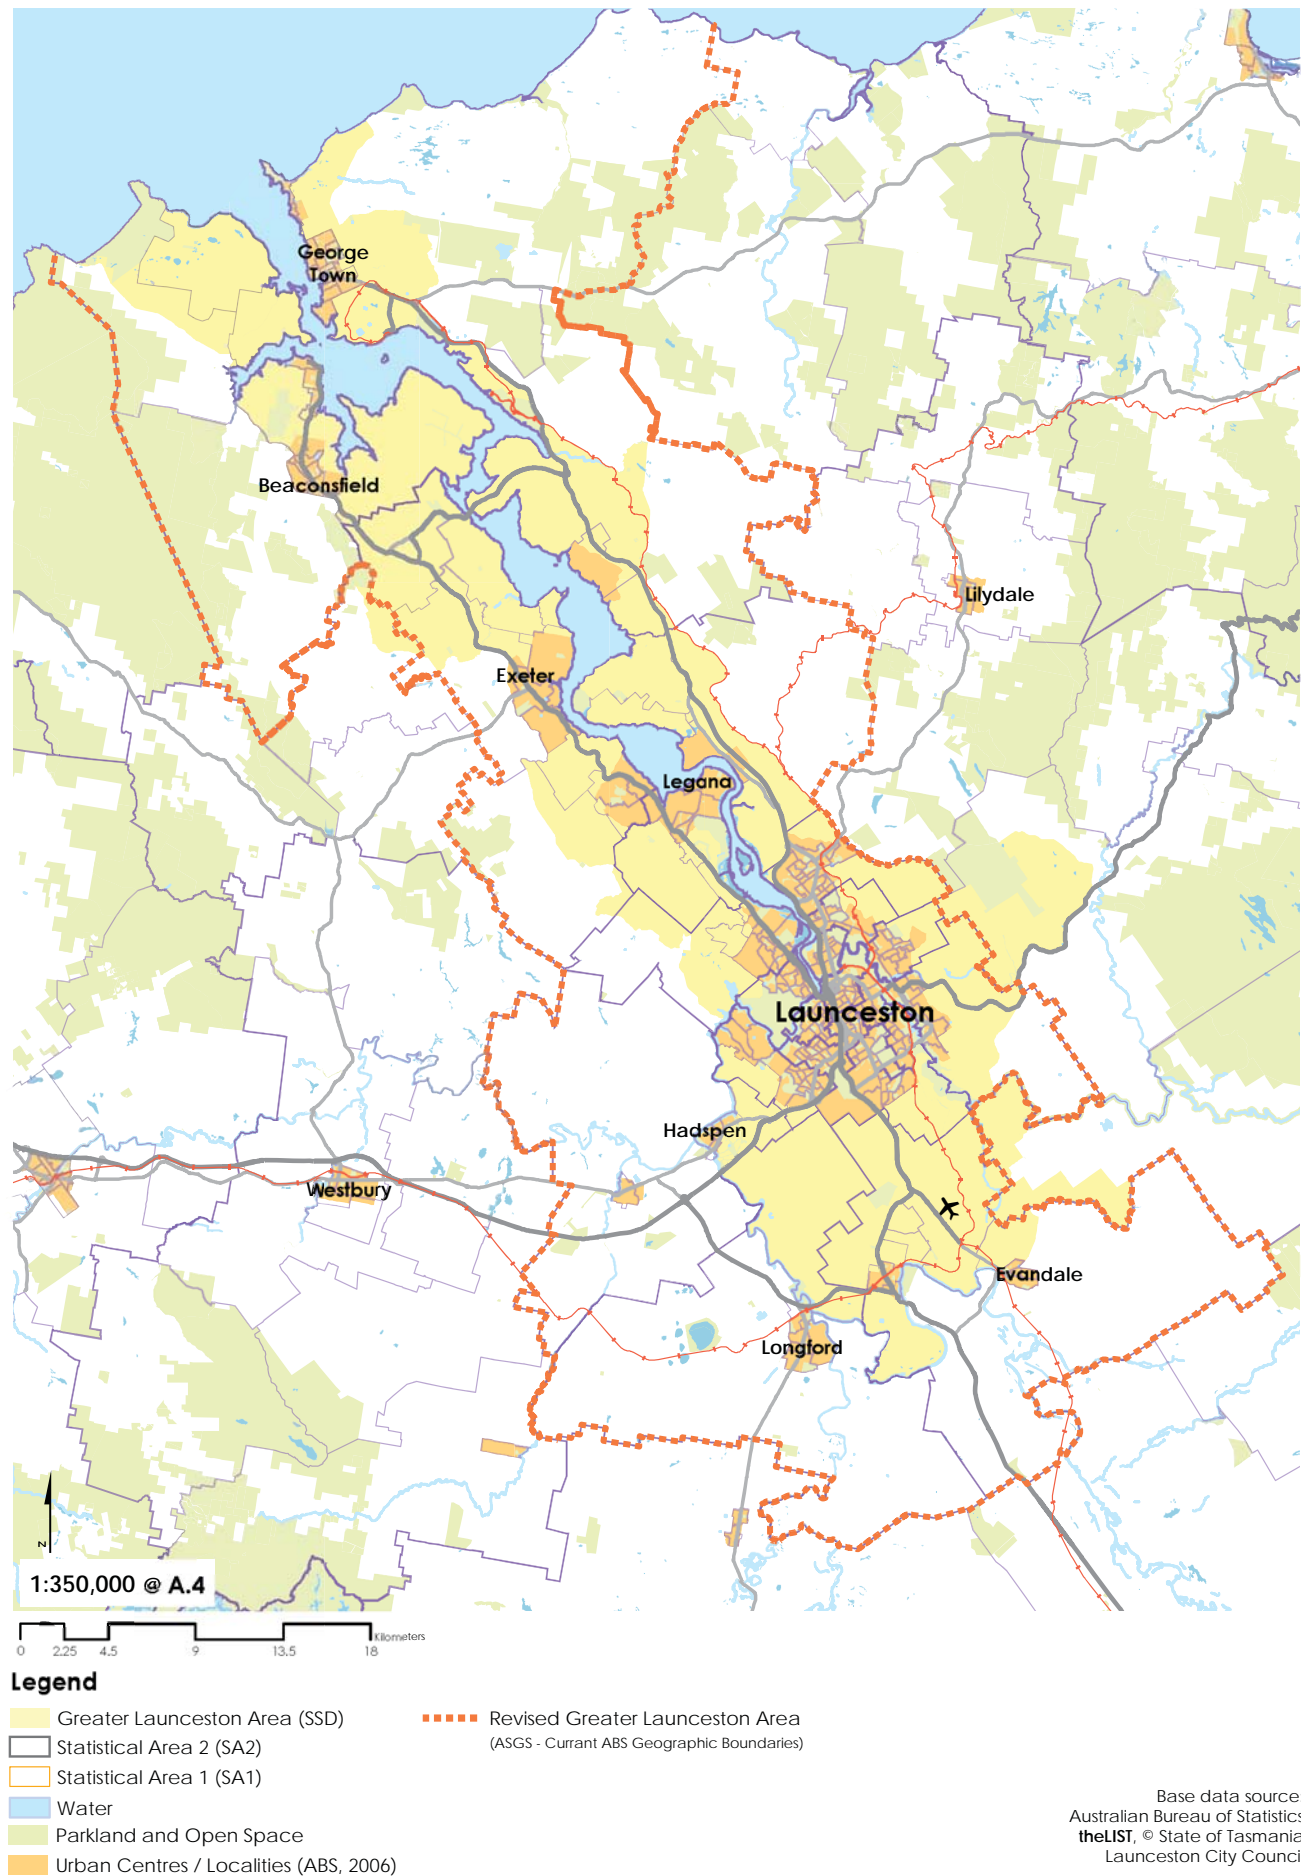 George
Town
Beaconsfield
Lilydale
Exeter
Legana
Launceston
Hadspen
Westbury
Evandale
Longford
N
1:350,000 @ A.4
Kilometers
0 2.25 4.5 9 13.5 18
Legend
Greater Launceston Area (SSD)
Statistical Area 2 (SA2)
Statistical Area 1 (SA1)
Water
Parkland and Open Space
Urban Centres / Localities (ABS, 2006)
Revised Greater Launceston Area
(ASGS - Currant ABS Geographic Boundaries)
Base data source
Australian Bureau of Statistics
theLIST, © State of Tasmania
Launceston City Counci